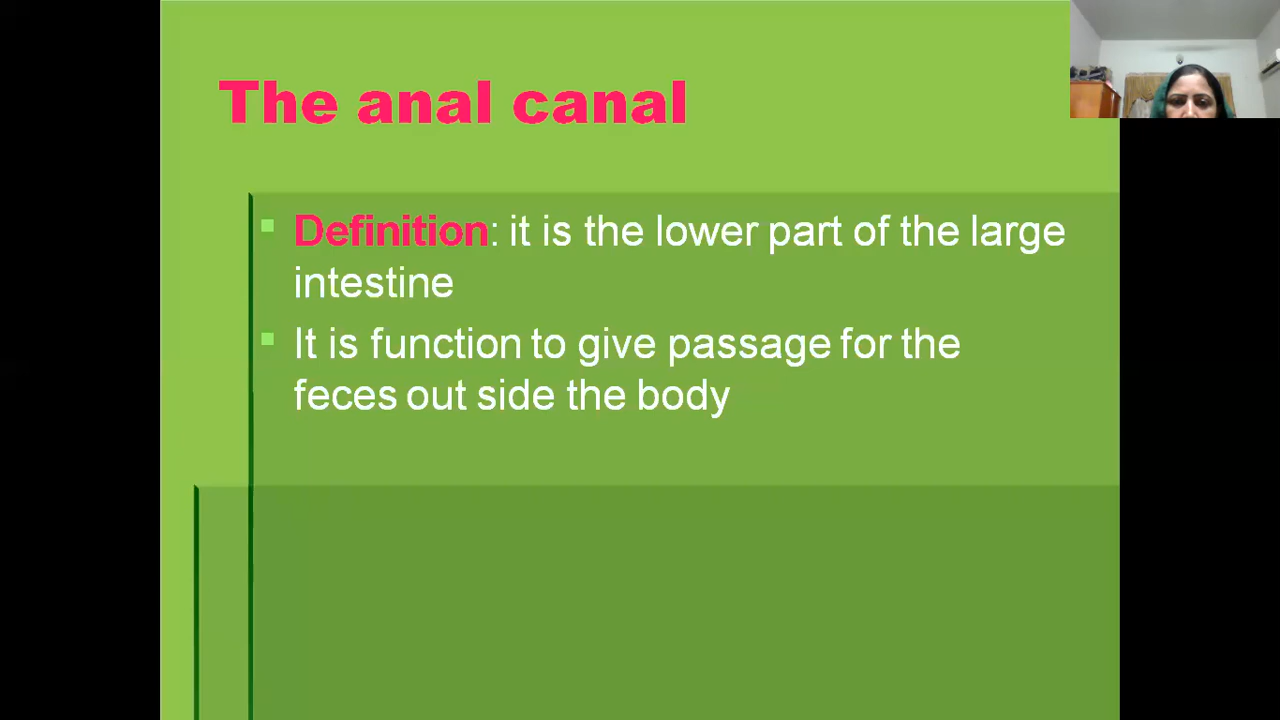 The anal canal
Definition: it is the lower part of the large
intestine
It is function to give passage for the
feces out side the body